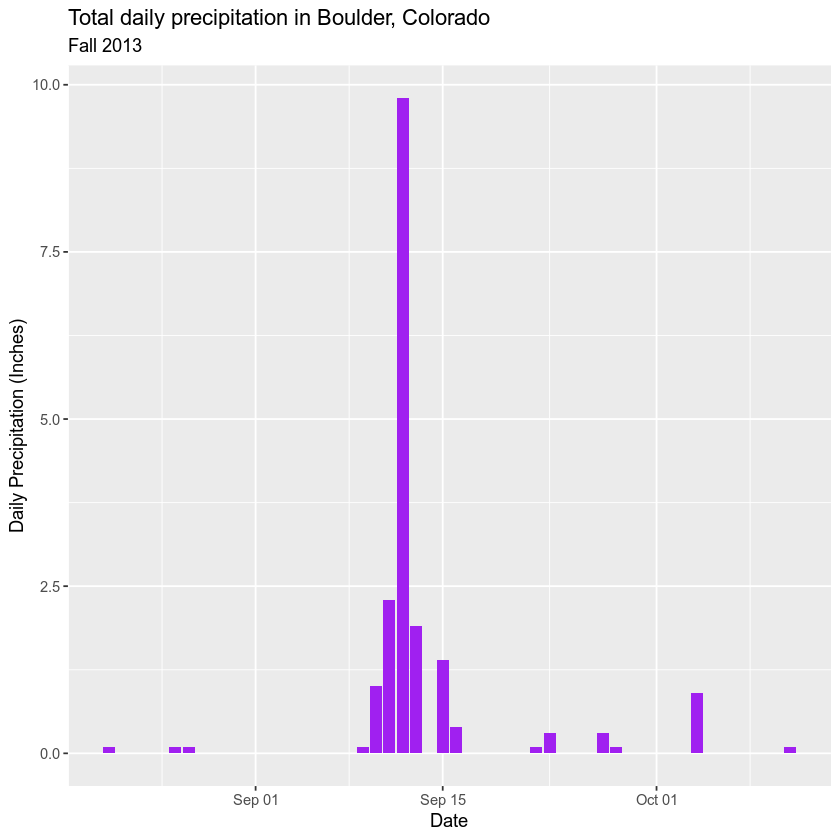 Total daily precipitation in Boulder, Colorado
Fall 2013
10.0
7.5
5.0
2.5
0.0
Daily Precipitation (Inches)
Sep 01 Sep 15 Oct 01
Date